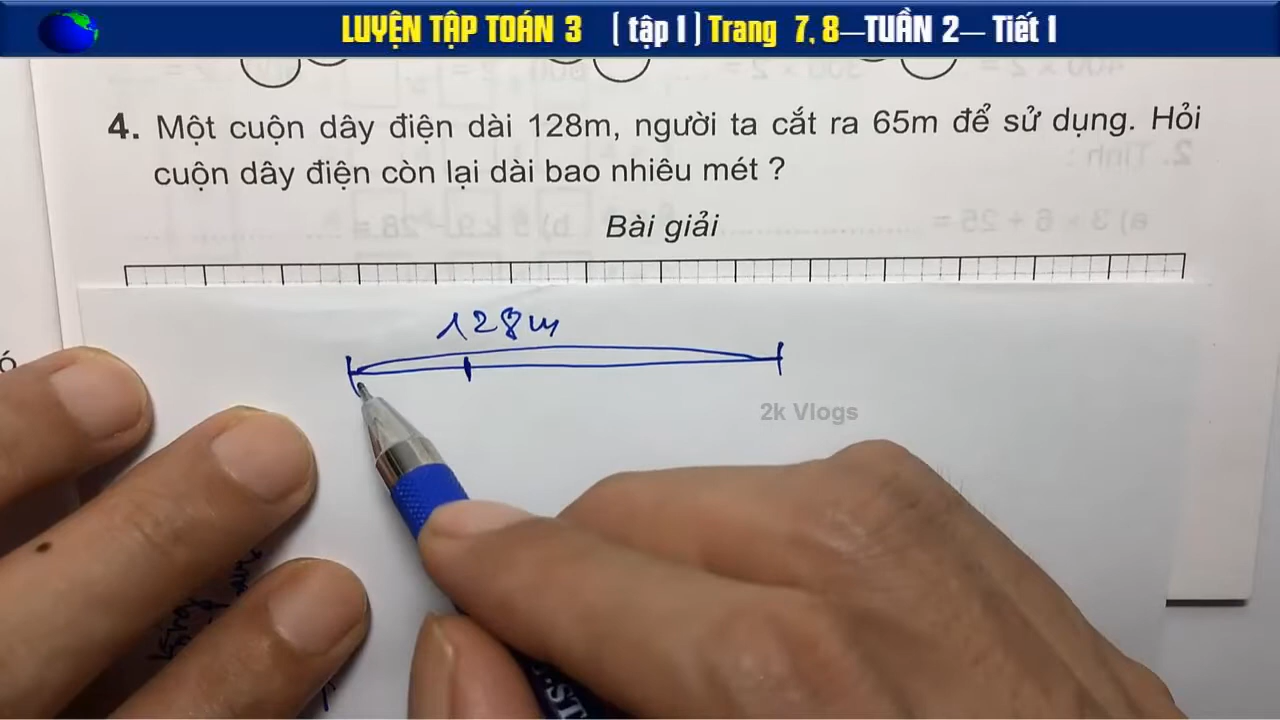 LUYỆN TẬP TOÁN 3 ( tập 1 ) Trang 7, 8–TUẦN 2– Tiết 1
4. Một cuộn dây điện dài 128m, người ta cắt ra 65m để sử dụng. Hỏi
cuộn dây điện còn lại dài bao nhiêu mét ?
Bài giải
128m
2k Vlogs